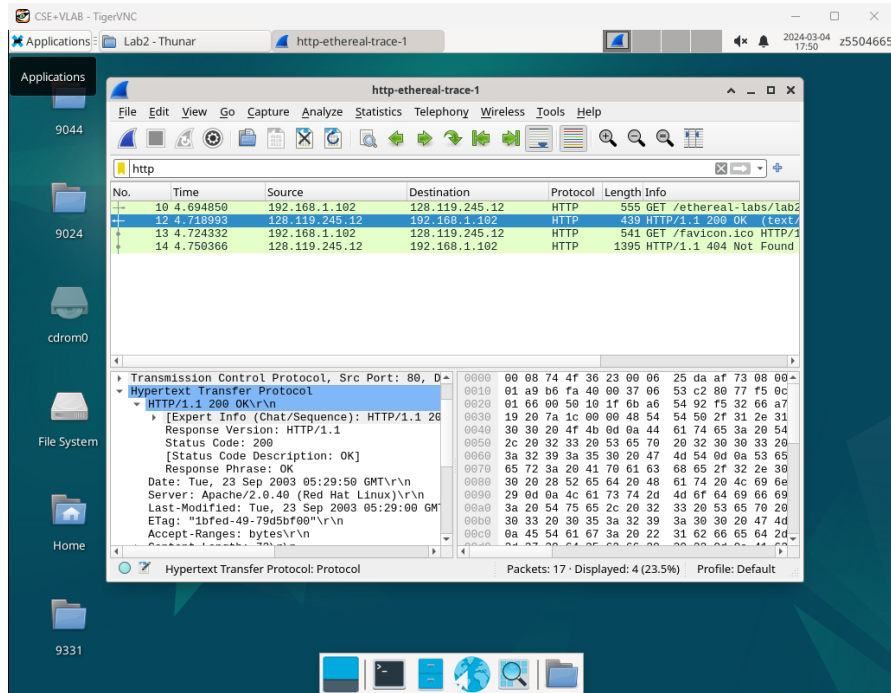 CSE+VLAB - TigerVNC
Applications Lab2 - Thunar http-ethereal-trace-1 2024-03-04 17:50 z5504665
Applications
http-ethereal-trace-1
File Edit View Go Capture Analyze Statistics Telephony Wireless Tools Help
http
No. Time Source Destination Protocol Length Info
10 4.694850 192.168.1.102 128.119.245.12 HTTP 555 GET /ethereal-labs/lab2
12 4.718993 128.119.245.12 192.168.1.102 HTTP 439 HTTP/1.1 200 OK (text/
13 4.724332 192.168.1.102 128.119.245.12 HTTP 541 GET /favicon.ico HTTP/1
14 4.750366 128.119.245.12 192.168.1.102 HTTP 1395 HTTP/1.1 404 Not Found
Transmission Control Protocol, Src Port: 80, D
Hypertext Transfer Protocol
HTTP/1.1 200 OK\r\n
[Expert Info (Chat/Sequence): HTTP/1.1 20
Response Version: HTTP/1.1
Status Code: 200
[Status Code Description: OK]
Response Phrase: OK
Date: Tue, 23 Sep 2003 05:29:50 GMT\r\n
Server: Apache/2.0.40 (Red Hat Linux)\r\n
Last-Modified: Tue, 23 Sep 2003 05:29:00 GM
ETag: "1bfed-49-79d5bf00"\r\n
Accept-Ranges: bytes\r\n
0000 00 08 74 4f 36 23 00 06 25 da af 73 08 00
0010 01 a9 b6 fa 40 00 37 06 53 c2 80 77 f5 0c
0020 01 66 00 50 10 1f 6b a6 54 92 f5 32 66 a7
0030 19 20 7a 1c 00 00 48 54 54 50 2f 31 2e 31
0040 30 30 20 4f 4b 0d 0a 44 61 74 65 3a 20 54
0050 2c 20 32 33 20 53 65 70 20 32 30 30 33 20
0060 3a 32 39 3a 35 30 20 47 4d 54 0d 0a 53 65
0070 65 72 3a 20 41 70 61 63 68 65 2f 32 2e 30
0080 30 20 28 52 65 64 20 48 61 74 20 4c 69 6e
0090 29 0d 0a 4c 61 73 74 2d 4d 6f 64 69 66 69
00a0 3a 20 54 75 65 2c 20 32 33 20 53 65 70 20
00b0 30 33 20 30 35 3a 32 39 3a 30 30 20 47 4d
00c0 0a 45 54 61 67 3a 20 22 31 62 66 65 64 2d
Hypertext Transfer Protocol: Protocol Packets: 17 · Displayed: 4 (23.5%) Profile: Default
9044
9024
cdrom0
File System
Home
9331